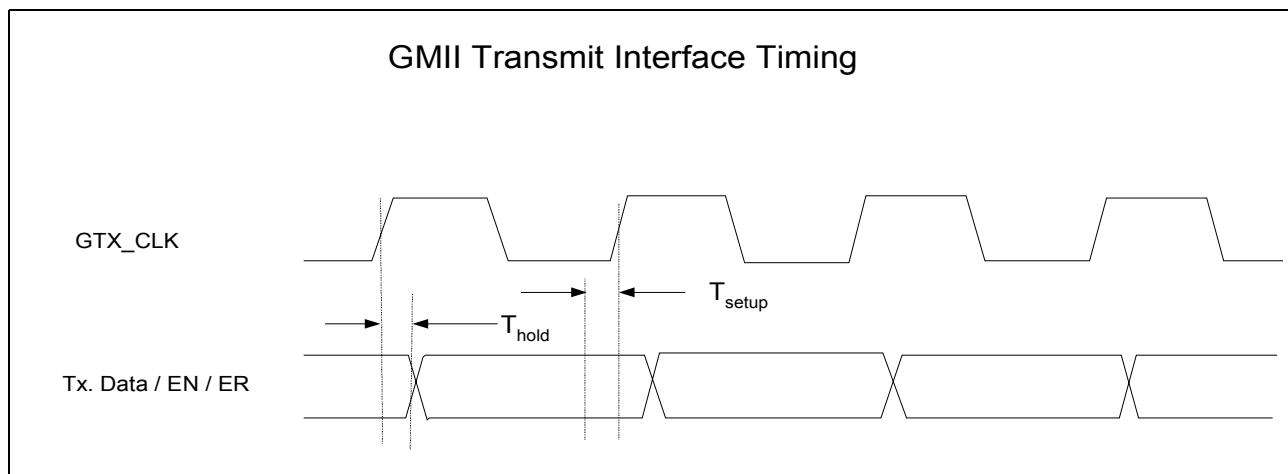 GMII Transmit Interface Timing
GTX_CLK
T_setup
T_hold
Tx. Data / EN / ER